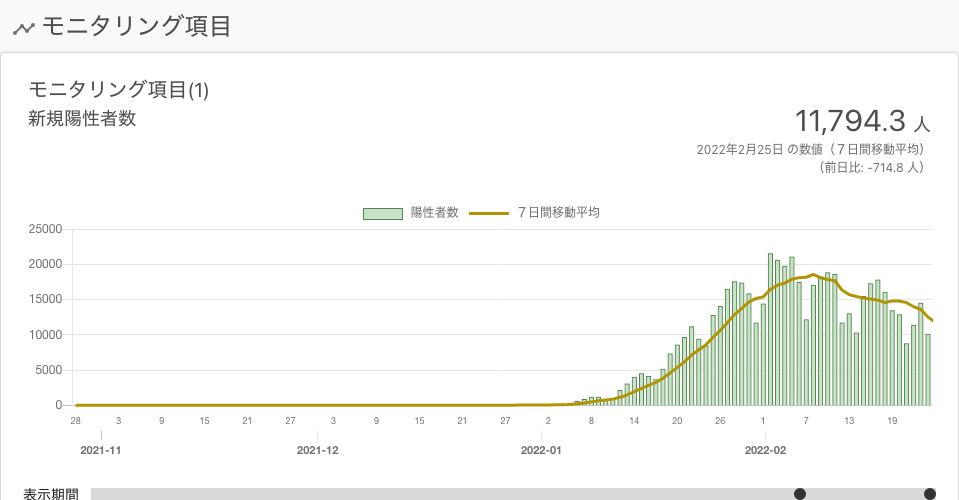 モニタリング項目
モニタリング項目(1)
新規陽性者数
11,794.3 人
2022年2月25日 の数値（７日間移動平均）
（前日比: -714.8 人）
陽性者数 ７日間移動平均
25000
20000
15000
10000
5000
0
28 3 9 15 21 27 3 9 15 21 27 2 8 14 20 26 1 7 13 19
2021-11 2021-12 2022-01 2022-02
表示期間